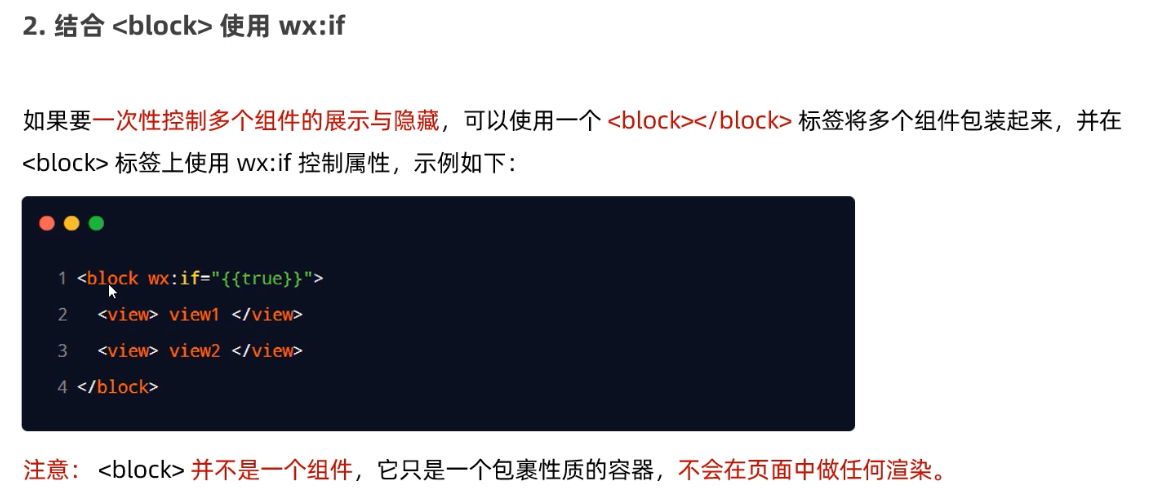 2. 结合 <block> 使用 wx:if
如果要一次性控制多个组件的展示与隐藏，可以使用一个 <block></block> 标签将多个组件包装起来，并在
<block> 标签上使用 wx:if 控制属性，示例如下：
1 <block wx:if="{{true}}">
2   <view> view1 </view>
3   <view> view2 </view>
4 </block>
注意： <block> 并不是一个组件，它只是一个包裹性质的容器，不会在页面中做任何渲染。